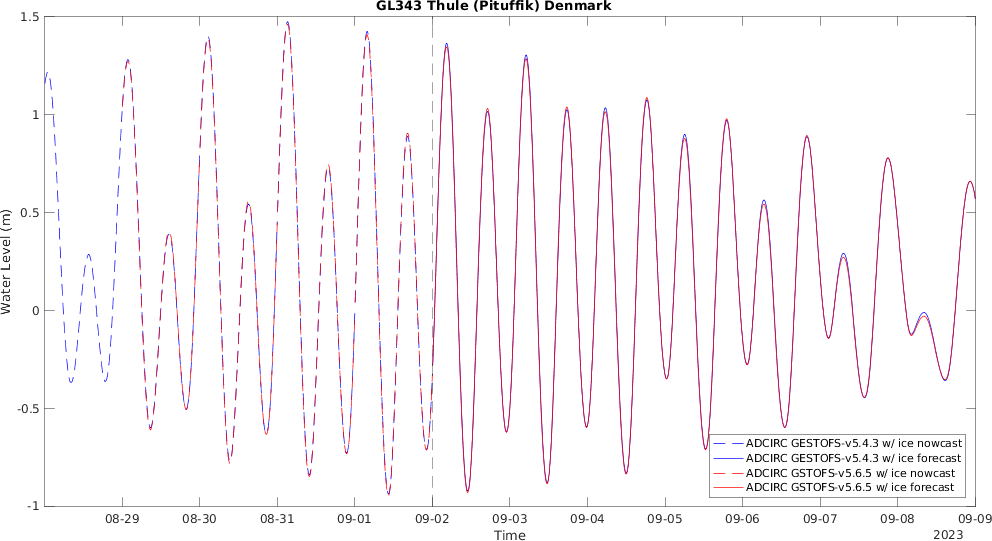 GL343 Thule (Pituffik) Denmark
1.5
1
0.5
0
-0.5
-1
Water Level (m)
08-29 08-30 08-31 09-01 09-02 09-03 09-04 09-05 09-06 09-07 09-08 09-09
Time
2023
ADCIRC GESTOFS-v5.4.3 w/ ice nowcast
ADCIRC GESTOFS-v5.4.3 w/ ice forecast
ADCIRC GSTOFS-v5.6.5 w/ ice nowcast
ADCIRC GSTOFS-v5.6.5 w/ ice forecast